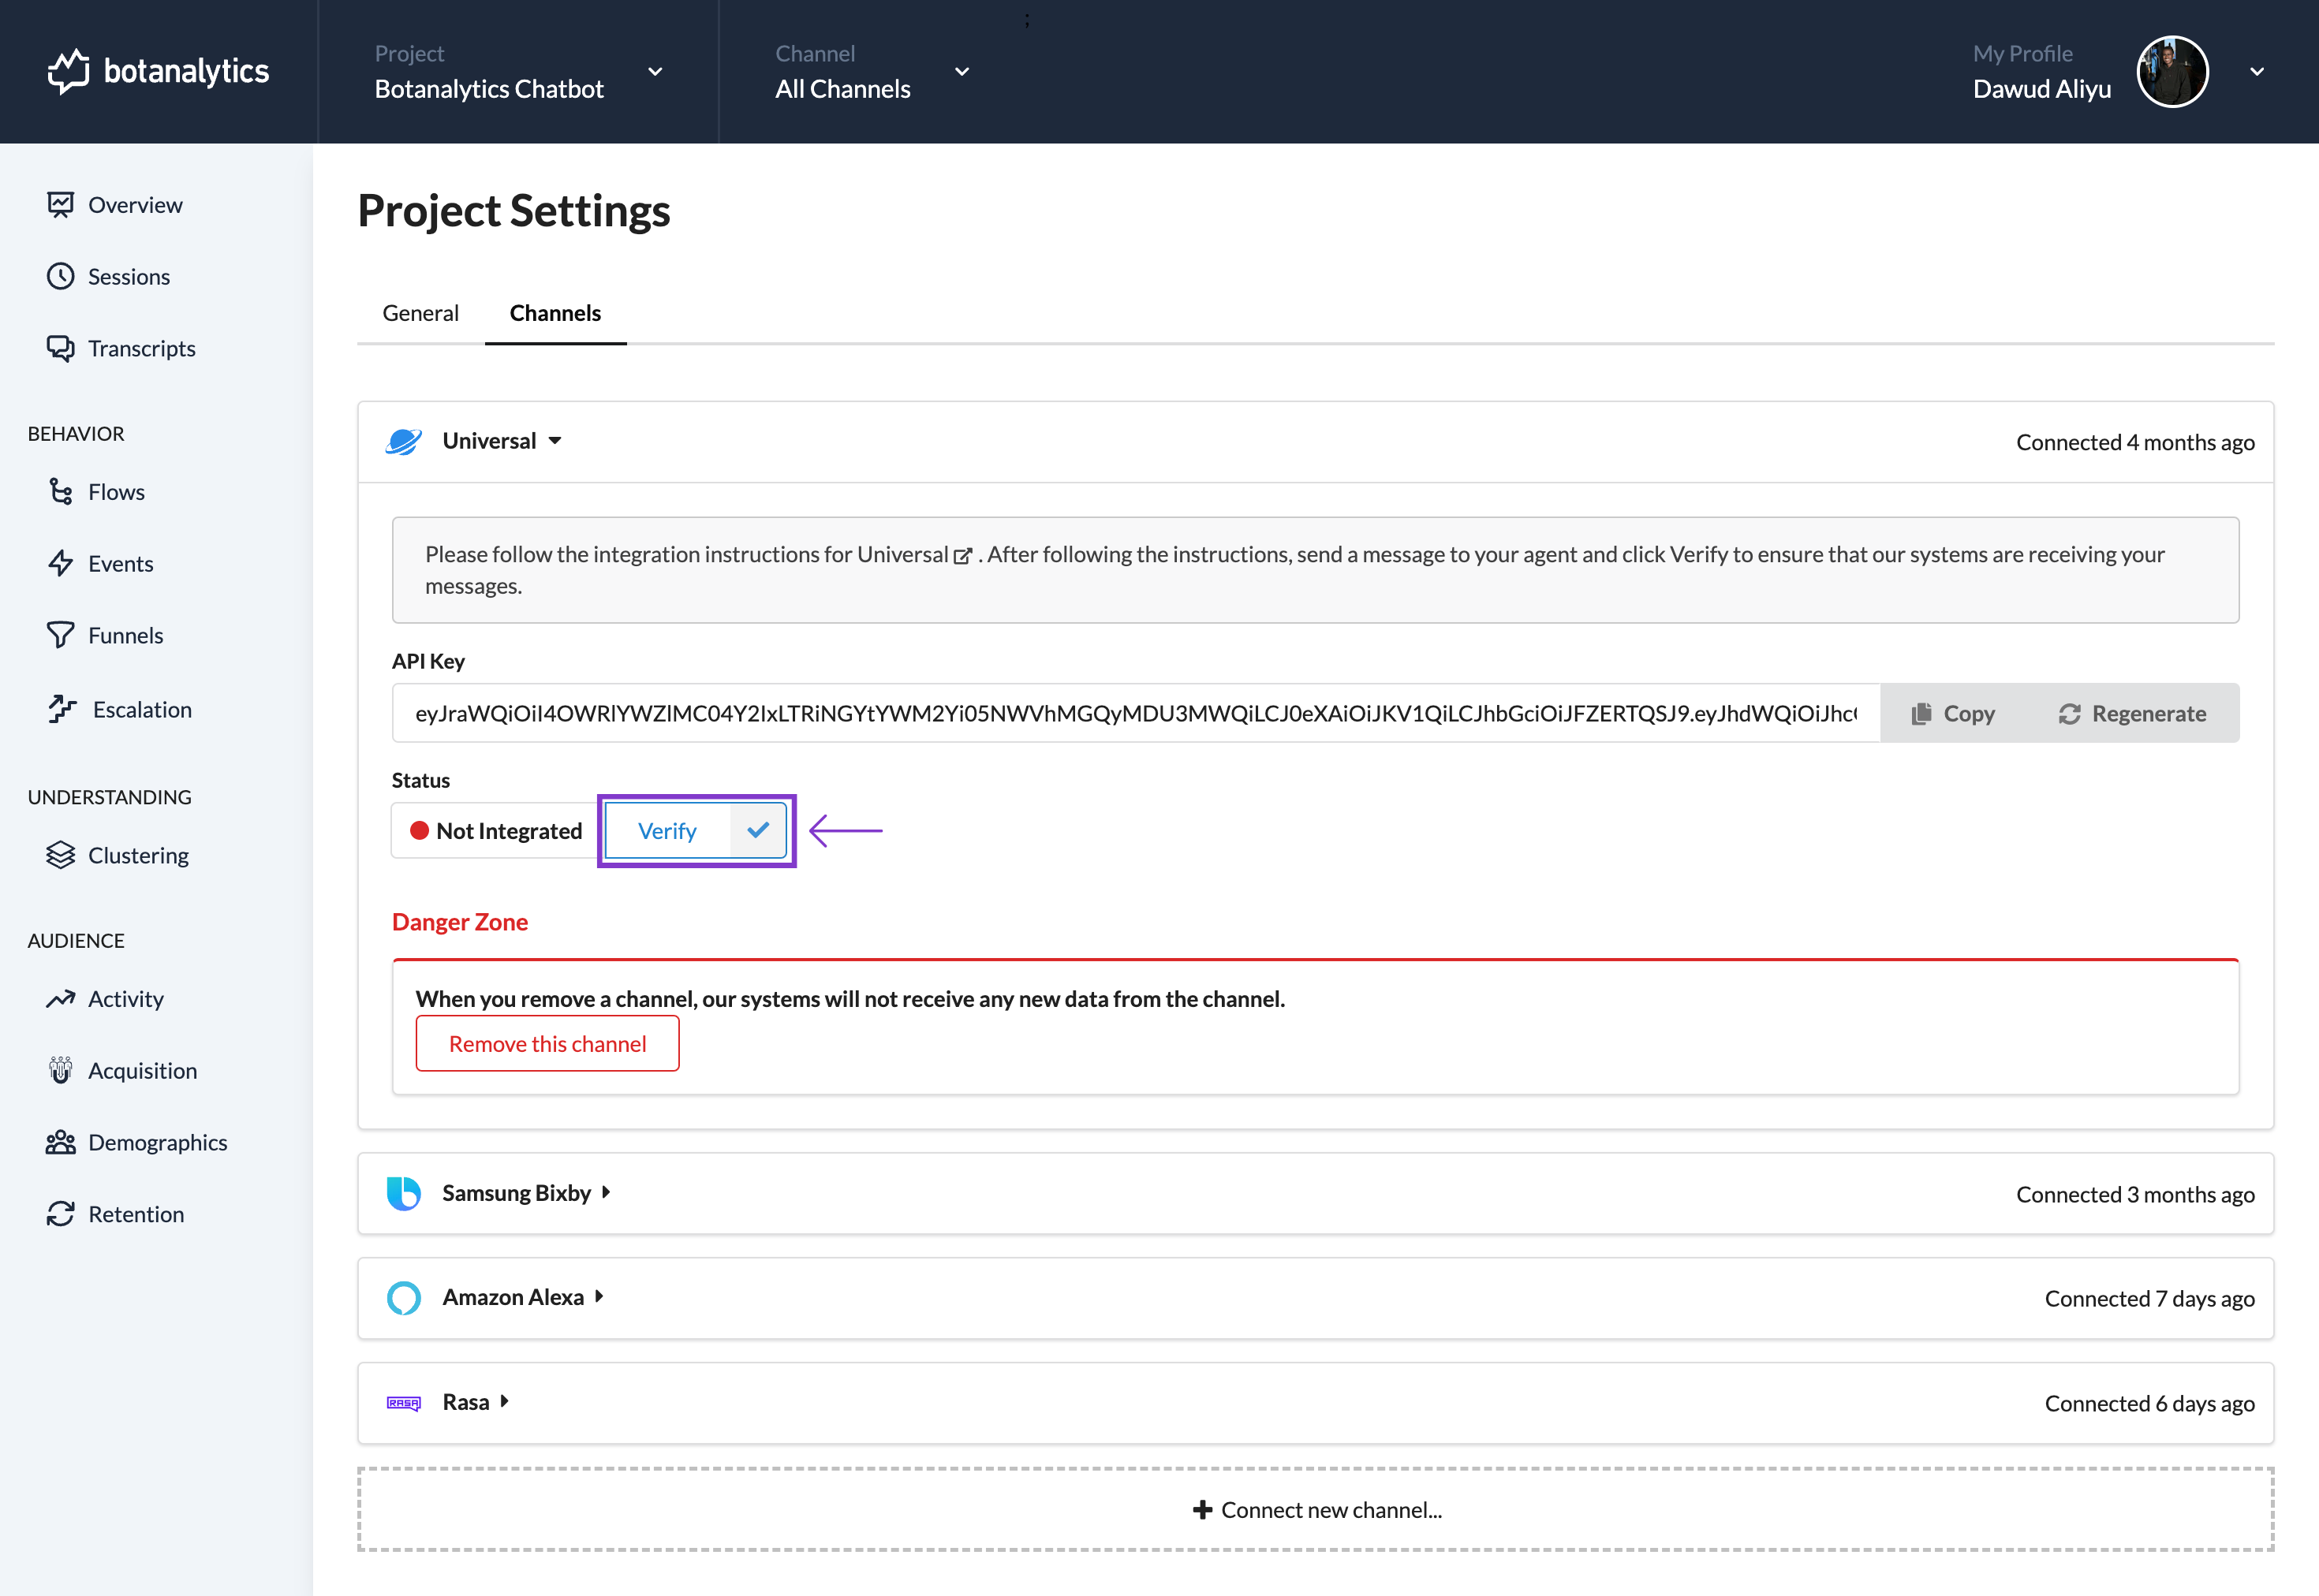 botanalytics
Project
Botanalytics Chatbot
Channel
All Channels
;
My Profile
Dawud Aliyu
Overview
Sessions
Transcripts
BEHAVIOR
Flows
Events
Funnels
Escalation
UNDERSTANDING
Clustering
AUDIENCE
Activity
Acquisition
Demographics
Retention
Project Settings
General
Channels
Universal
Connected 4 months ago
Please follow the integration instructions for Universal . After following the instructions, send a message to your agent and click Verify to ensure that our systems are receiving your
messages.
API Key
eyJraWQiOiI4OWRlYWZlMC04Y2IxLTRiNGYtYWM2Yi05NWVhMGQyMDU3MWQiLCJ0eXAiOiJKV1QiLCJhbGciOiJFZERTQSJ9.eyJhdWQiOiJhc
Copy
Regenerate
Status
Not Integrated
Verify
Danger Zone
When you remove a channel, our systems will not receive any new data from the channel.
Remove this channel
Samsung Bixby
Connected 3 months ago
Amazon Alexa
Connected 7 days ago
RASA
Rasa
Connected 6 days ago
Connect new channel...